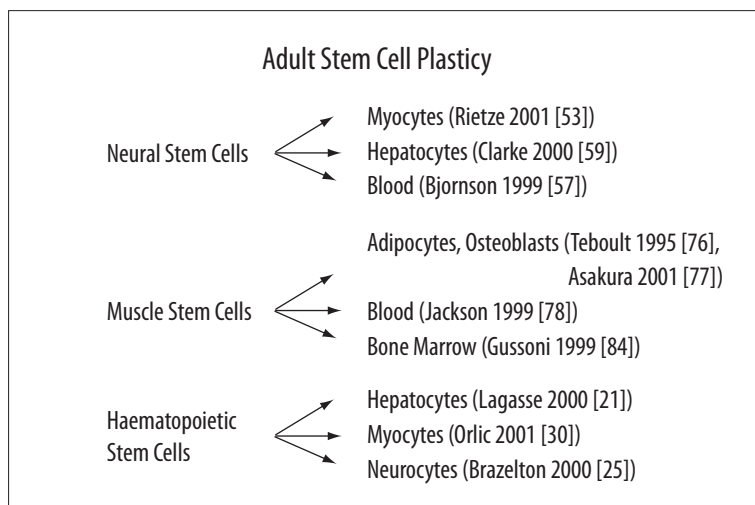 Adult Stem Cell Plasticity
Neural Stem Cells
Myocytes (Rietze 2001 [53])
Hepatocytes (Clarke 2000 [59])
Blood (Bjornson 1999 [57])
Muscle Stem Cells
Adipocytes, Osteoblasts (Teboult 1995 [76],
Asakura 2001 [77])
Blood (Jackson 1999 [78])
Bone Marrow (Gussoni 1999 [84])
Haematopoietic
Stem Cells
Hepatocytes (Lagasse 2000 [21])
Myocytes (Orlic 2001 [30])
Neurocytes (Brazelton 2000 [25])